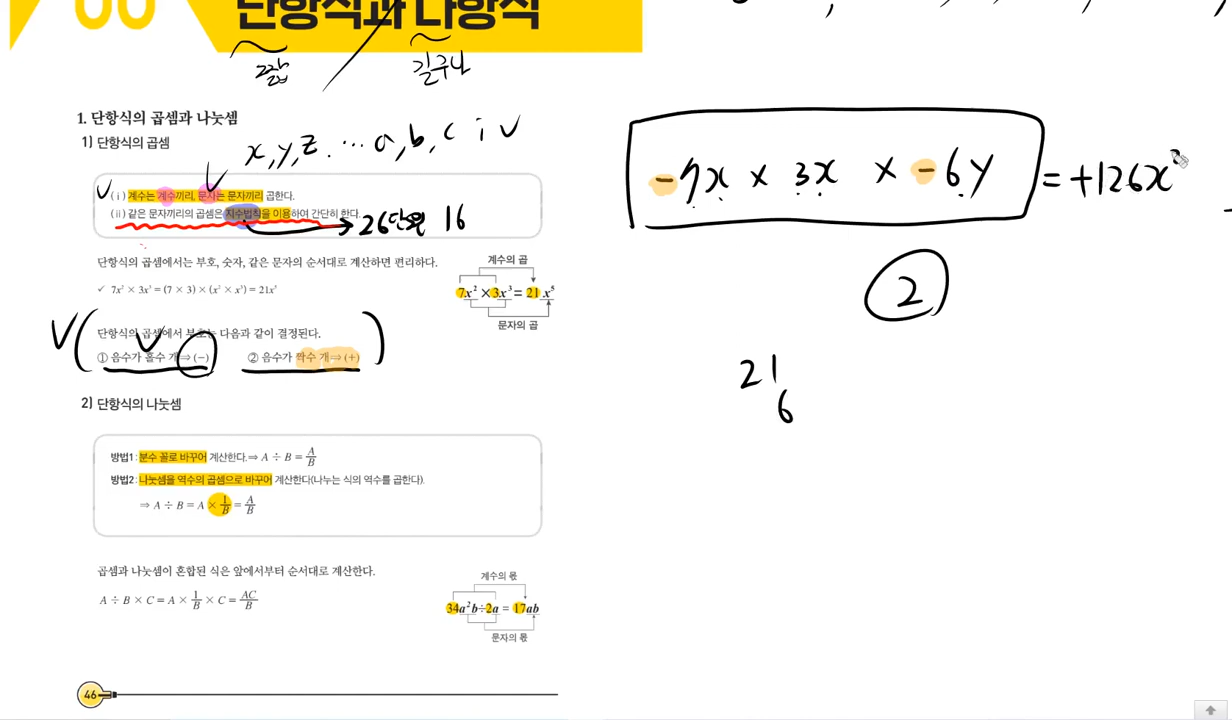 단항식과 다항식
짧
길구나
1. 단항식의 곱셈과 나눗셈
1) 단항식의 곱셈
x, y, z ... a, b, c
(ⅰ) 계수는 계수끼리, 문자는 문자끼리 곱한다.
(ⅱ) 같은 문자끼리의 곱셈은 지수법칙을 이용하여 간단히 한다.
26단원 16
단항식의 곱셈에서는 부호, 숫자, 같은 문자의 순서대로 계산하면 편리하다.
✓ 7x² × 3x³ = (7 × 3) × (x² × x³) = 21x⁵
계수의 곱
7x² × 3x³ = 21 x⁵
문자의 곱
단항식의 곱셈에서 부호는 다음과 같이 결정된다.
① 음수가 홀수 개⇒(−) ② 음수가 짝수 개⇒(+)
2) 단항식의 나눗셈
방법1: 분수 꼴로 바꾸어 계산한다. ⇒ A ÷ B = A/B
방법2: 나눗셈을 역수의 곱셈으로 바꾸어 계산한다(나누는 식의 역수를 곱한다).
⇒ A ÷ B = A × 1/B = A/B
곱셈과 나눗셈이 혼합된 식은 앞에서부터 순서대로 계산한다.
A ÷ B × C = A × 1/B × C = AC/B
계수의 몫
34a²b÷2a = 17ab
문자의 몫
46
-7x × 3x × -6y = +126x²
2
21
6